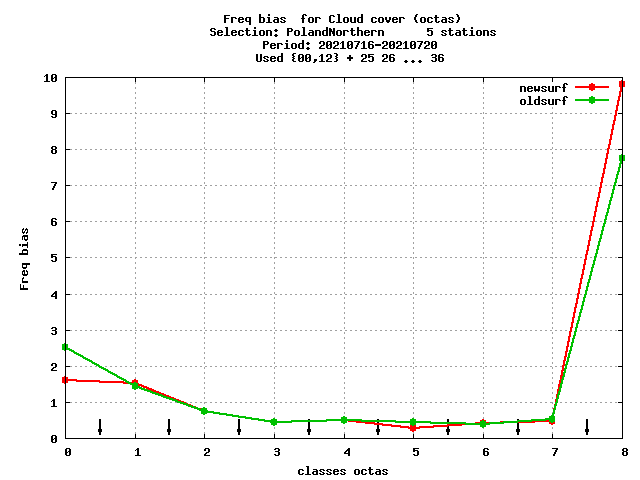 Freq bias  for Cloud cover (octas)
Selection: PolandNorthern      5 stations
Period: 20210716-20210720
Used {00,12} + 25 26 ... 36
newsurf
oldsurf
10
9
8
7
6
5
4
3
2
1
0
Freq bias
0 1 2 3 4 5 6 7 8
classes octas